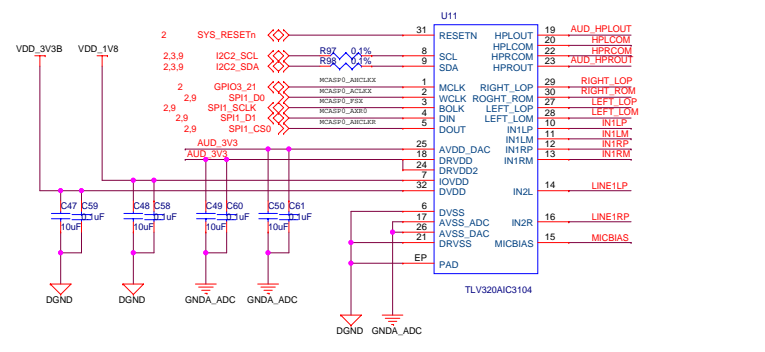 U11
2 SYS_RESETn 31 RESETN HPLOUT 19 AUD_HPLOUT
HPLCOM 20 HPLCOM
VDD_3V3B VDD_1V8 2,3,9 I2C2_SCL R97 0.1% 8 SCL HPRCOM 22 HPRCOM
2,3,9 I2C2_SDA R98 0.1% 9 SDA HPROUT 23 AUD_HPROUT
2 GPIO3_21 MCASP0_AHCLKX 1 MCLK RIGHT_LOP 29 RIGHT_LOP
2,9 SPI1_D0 MCASP0_ACLKX 2 WCLK ROGHT_ROM 30 RIGHT_ROM
2,9 SPI1_SCLK MCASP0_FSX 3 BOLK LEFT_LOP 27 LEFT_LOP
2,9 SPI1_D1 MCASP0_AXR0 4 DIN LEFT_LOM 28 LEFT_LOM
2,9 SPI1_CS0 MCASP0_AHCLKR 5 DOUT IN1LP 10 IN1LP
IN1LM 11 IN1LM
AUD_3V3 25 AVDD_DAC IN1RP 12 IN1RP
AUD_3V3 18 DRVDD IN1RM 13 IN1RM
24 DRVDD2
7 IOVDD
32 DVDD IN2L 14 LINE1LP
C47 C59 C48 C58 C49 C60 C50 C61
0.1uF 0.1uF 0.1uF 0.1uF
10uF 10uF 10uF 10uF
6 DVSS
17 AVSS_ADC IN2R 16 LINE1RP
26 AVSS_DAC
21 DRVSS MICBIAS 15 MICBIAS
EP PAD
DGND DGND GNDA_ADC GNDA_ADC
TLV320AIC3104
DGND GNDA_ADC